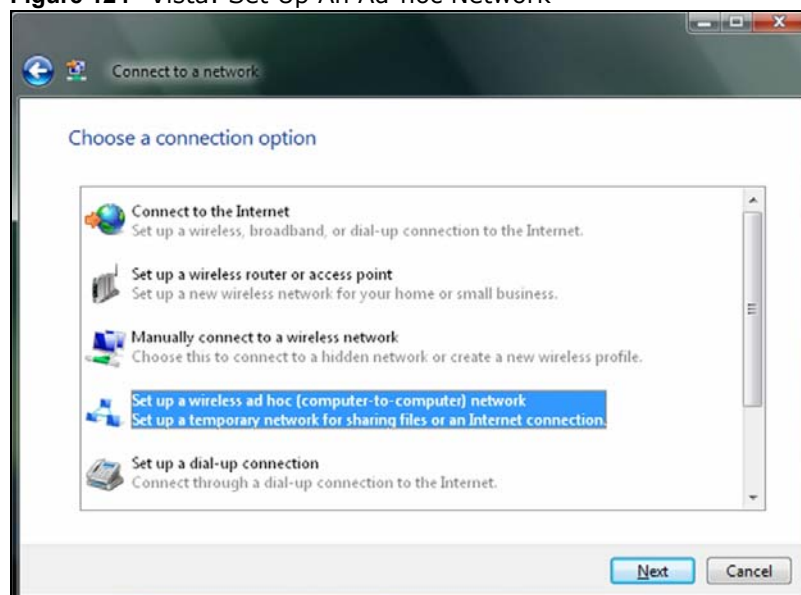 Figure 121 Vista: Set Up An Ad-hoc Network
Connect to a network
Choose a connection option
Connect to the Internet
Set up a wireless, broadband, or dial-up connection to the Internet.
Set up a wireless router or access point
Set up a new wireless network for your home or small business.
Manually connect to a wireless network
Choose this to connect to a hidden network or create a new wireless profile.
Set up a wireless ad hoc (computer-to-computer) network
Set up a temporary network for sharing files or an Internet connection.
Set up a dial-up connection
Connect through a dial-up connection to the Internet.
Next Cancel